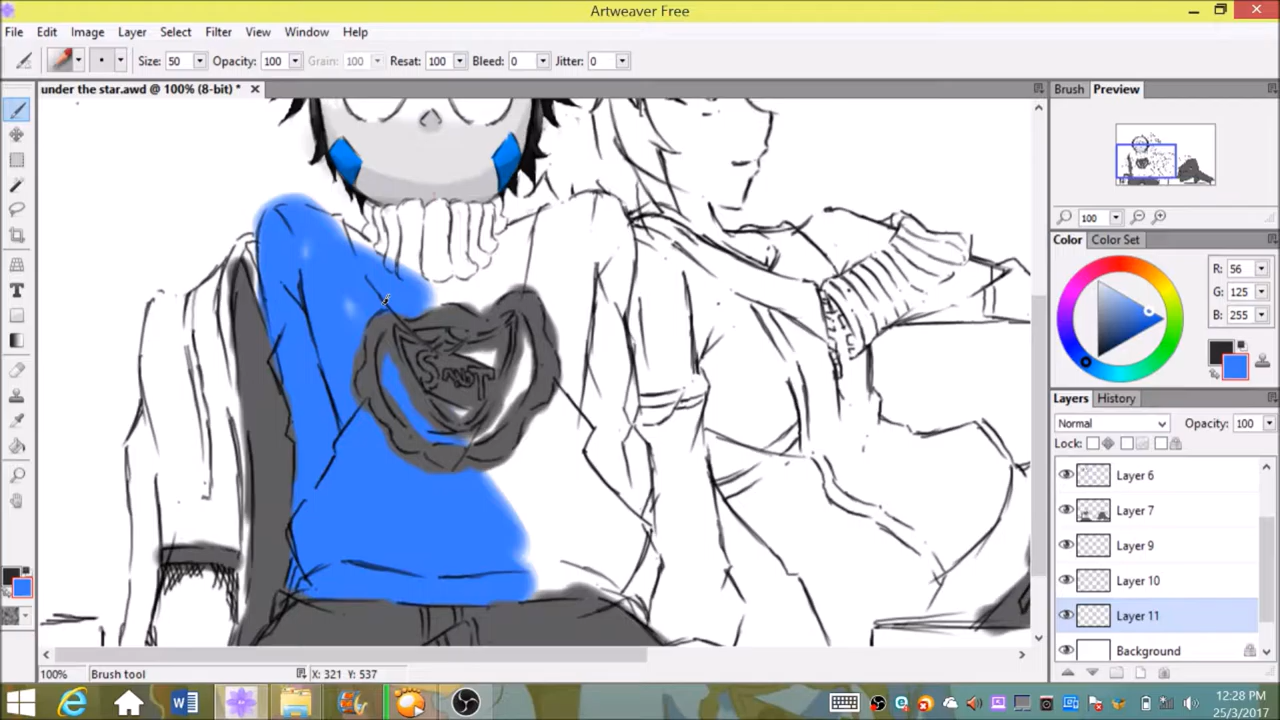 Artweaver Free
File Edit Image Layer Select Filter View Window Help
Size: 50 Opacity: 100 Grain: 100 Resat: 100 Bleed: 0 Jitter: 0
under the star.awd @ 100% (8-bit) *
Brush Preview
100
Color Color Set
R: 56
G: 125
B: 255
Layers History
Normal Opacity: 100
Lock:
Layer 6
Layer 7
Layer 9
Layer 10
Layer 11
Background
100% Brush tool X: 321 Y: 537
12:28 PM
25/3/2017